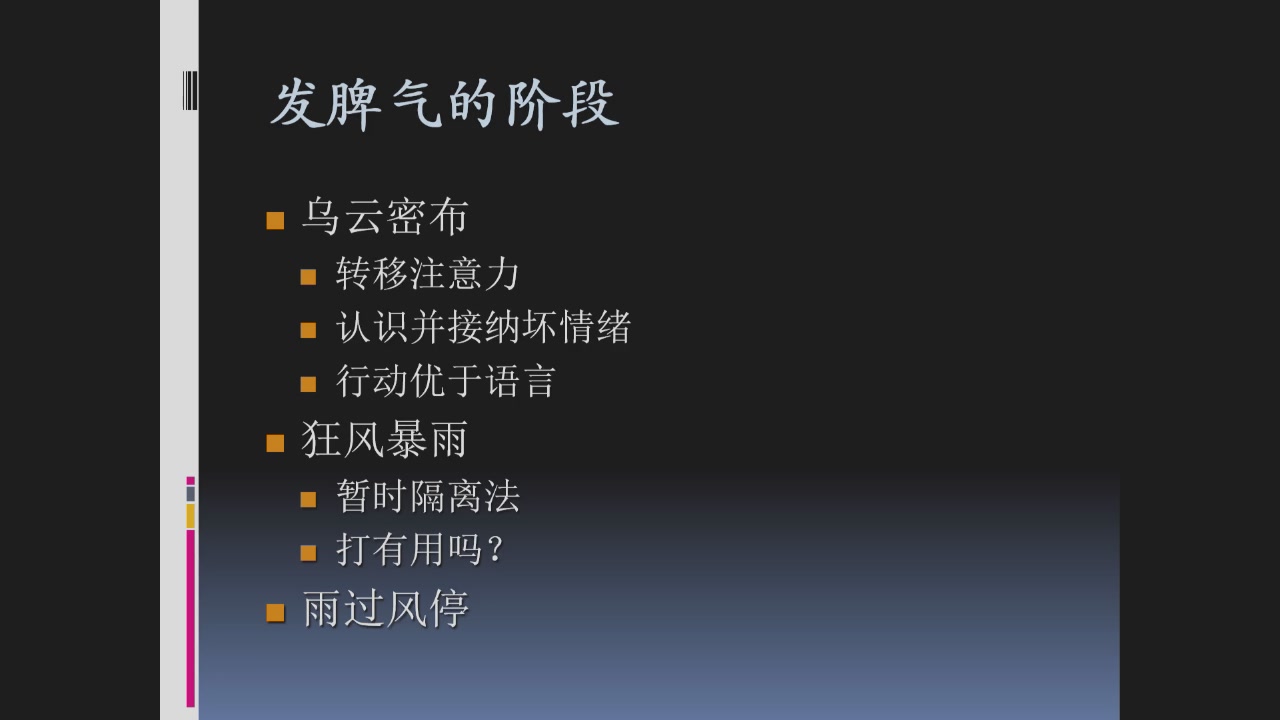 发脾气的阶段
乌云密布
转移注意力
认识并接纳坏情绪
行动优于语言
狂风暴雨
暂时隔离法
打有用吗?
雨过风停